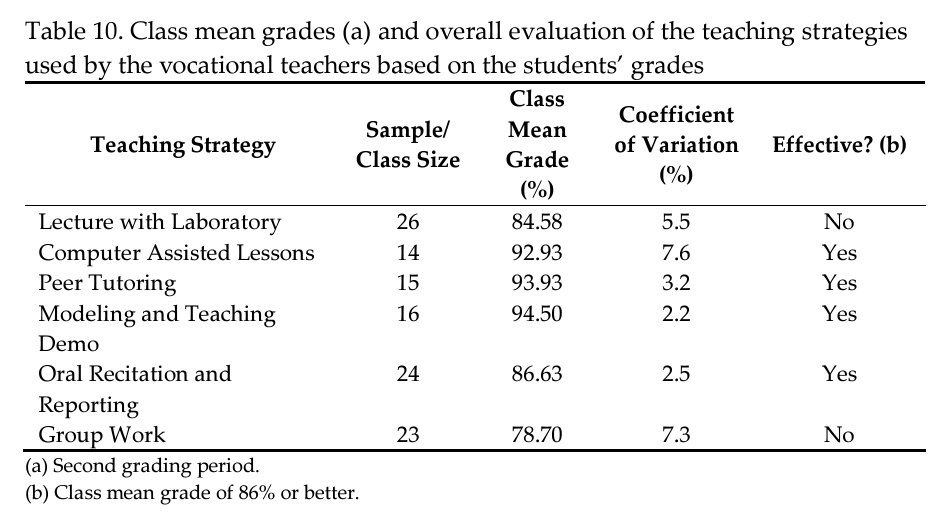 Table 10. Class mean grades (a) and overall evaluation of the teaching strategies
used by the vocational teachers based on the students’ grades
Teaching Strategy Sample/ Class Size Class Mean Grade (%) Coefficient of Variation (%) Effective? (b)
Lecture with Laboratory 26 84.58 5.5 No
Computer Assisted Lessons 14 92.93 7.6 Yes
Peer Tutoring 15 93.93 3.2 Yes
Modeling and Teaching 16 94.50 2.2 Yes
Demo
Oral Recitation and 24 86.63 2.5 Yes
Reporting
Group Work 23 78.70 7.3 No
(a) Second grading period.
(b) Class mean grade of 86% or better.